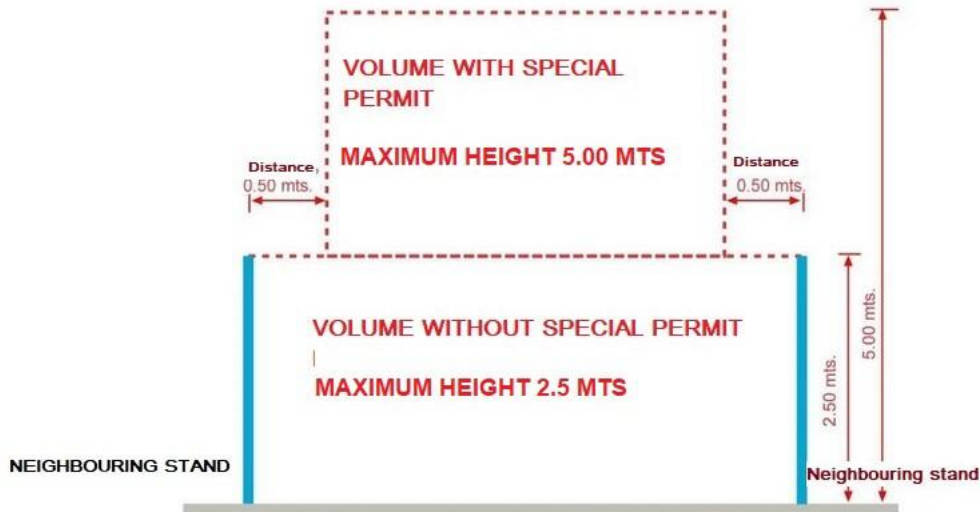 VOLUME WITH SPECIAL
PERMIT
MAXIMUM HEIGHT 5.00 MTS
Distance,
0.50 mts.
Distance
0.50 mts.
VOLUME WITHOUT SPECIAL PERMIT
MAXIMUM HEIGHT 2.5 MTS
2.50 mts.
5.00 mts.
NEIGHBOURING STAND
Neighbouring stand